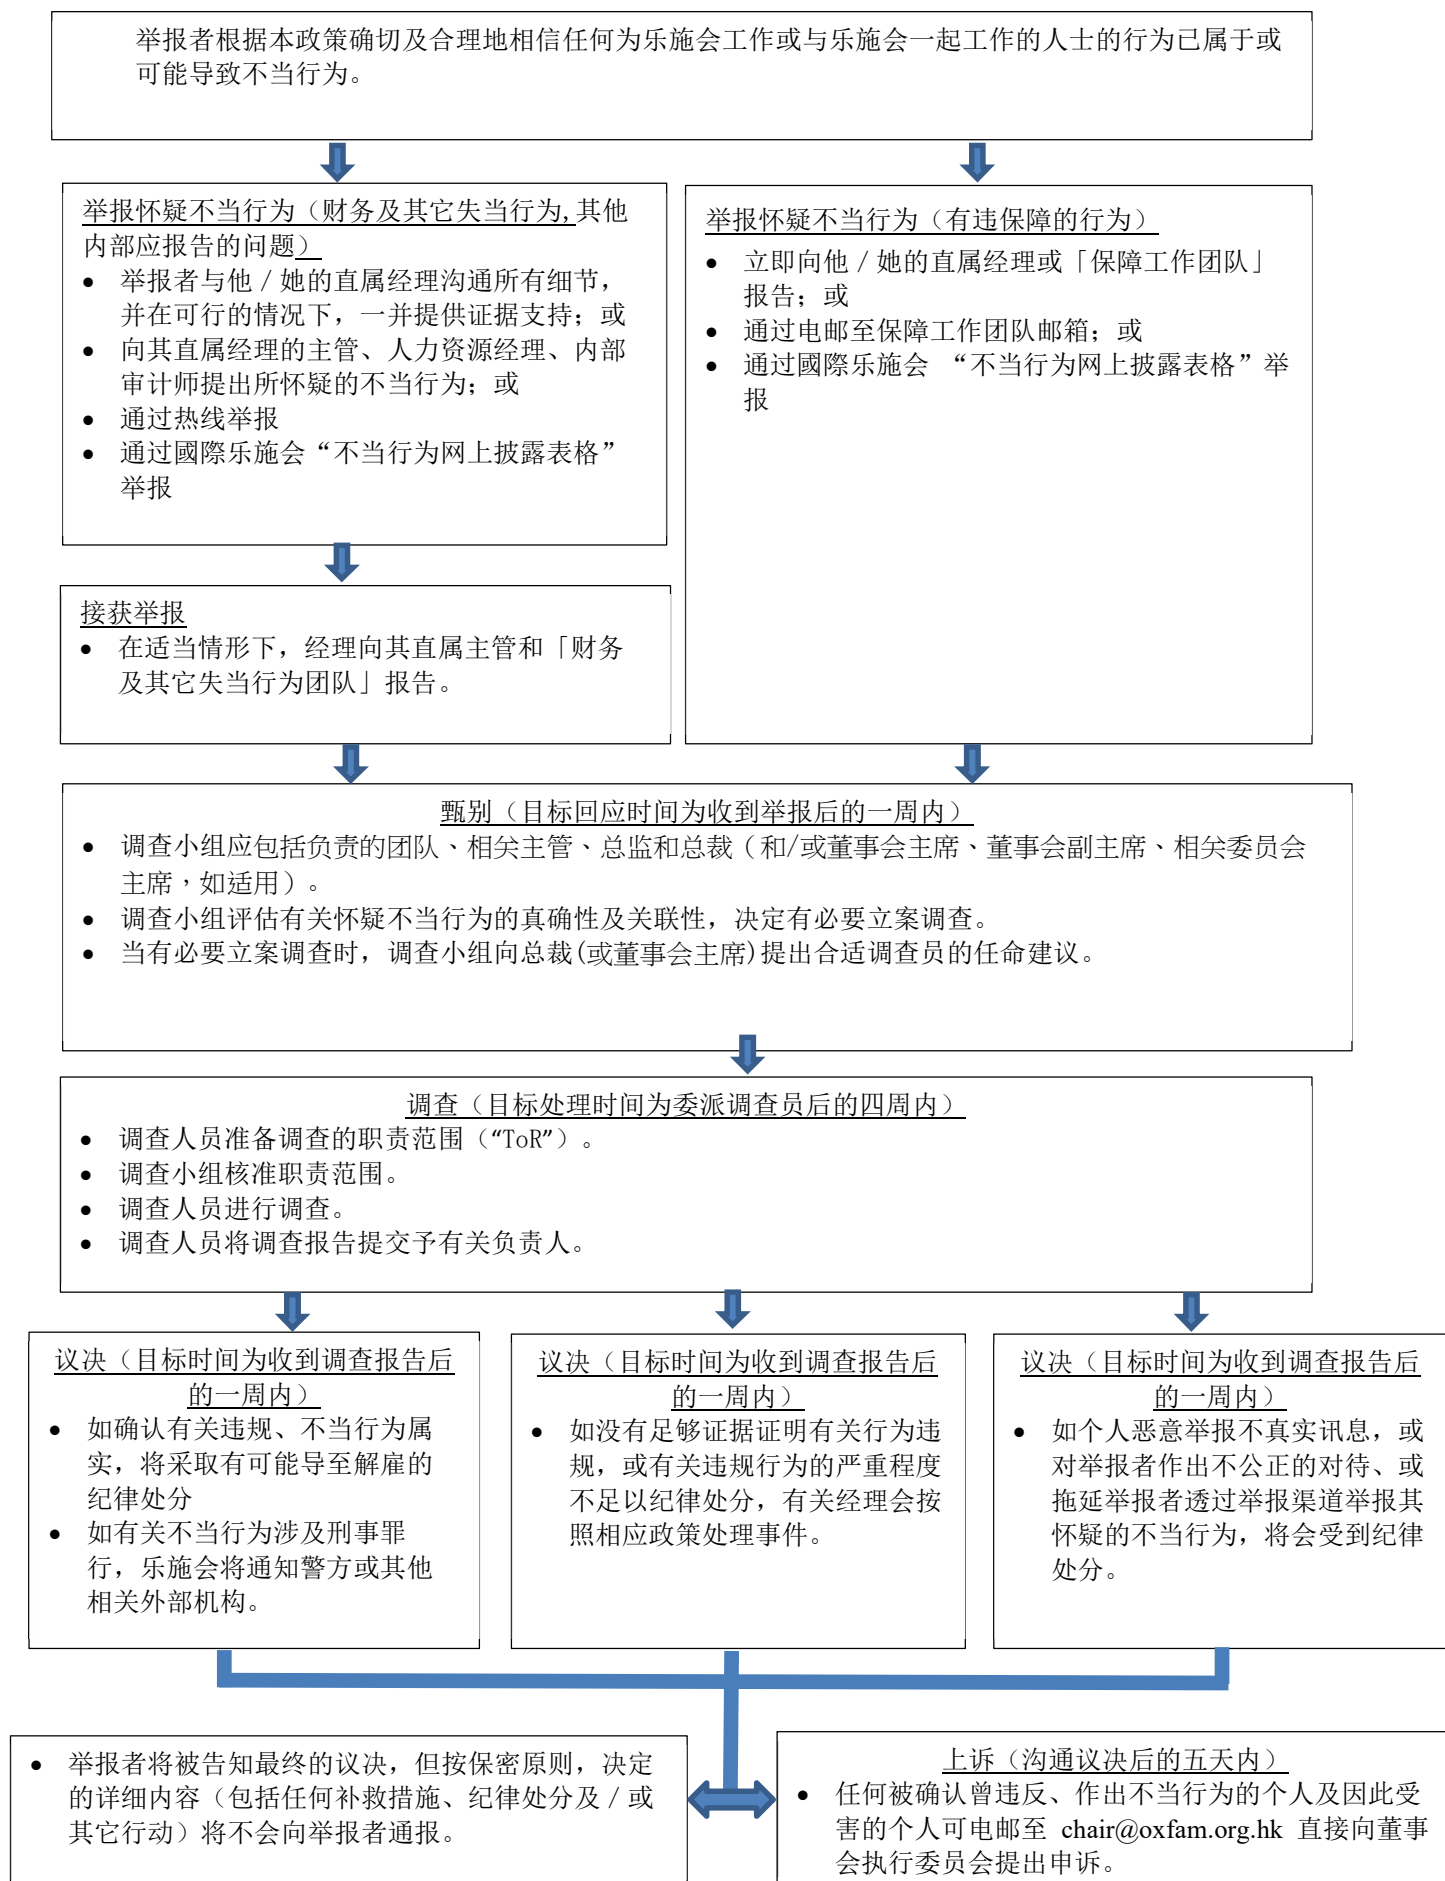 举报者根据本政策确切及合理地相信任何为乐施会工作或与乐施会一起工作的人士的行为已属于或
可能导致不当行为。
举报怀疑不当行为（财务及其它失当行为,其他
内部应报告的问题）
• 举报者与他／她的直属经理沟通所有细节，
并在可行的情况下，一并提供证据支持；或
• 向其直属经理的主管、人力资源经理、内部
审计师提出所怀疑的不当行为；或
• 通过热线举报
• 通过國際乐施会“不当行为网上披露表格”
举报
举报怀疑不当行为（有违保障的行为）
• 立即向他／她的直属经理或「保障工作团队」
报告；或
• 通过电邮至保障工作团队邮箱；或
• 通过國際乐施会 “不当行为网上披露表格”举
报
接获举报
• 在适当情形下，经理向其直属主管和「财务
及其它失当行为团队」报告。
甄别（目标回应时间为收到举报后的一周内）
• 调查小组应包括负责的团队、相关主管、总监和总裁（和/或董事会主席、董事会副主席、相关委员会
主席，如适用）。
• 调查小组评估有关怀疑不当行为的真确性及关联性，决定有必要立案调查。
• 当有必要立案调查时，调查小组向总裁(或董事会主席)提出合适调查员的任命建议。
调查（目标处理时间为委派调查员后的四周内）
• 调查人员准备调查的职责范围（“ToR”）。
• 调查小组核准职责范围。
• 调查人员进行调查。
• 调查人员将调查报告提交予有关负责人。
议决（目标时间为收到调查报告后
的一周内）
• 如确认有关违规、不当行为属
实，将采取有可能导至解雇的
纪律处分
• 如有关不当行为涉及刑事罪
行，乐施会将通知警方或其他
相关外部机构。
议决（目标时间为收到调查报告后
的一周内）
• 如没有足够证据证明有关行为违
规，或有关违规行为的严重程度
不足以纪律处分，有关经理会按
照相应政策处理事件。
议决（目标时间为收到调查报告后
的一周内）
• 如个人恶意举报不真实讯息，或
对举报者作出不公正的对待、或
拖延举报者透过举报渠道举报其
怀疑的不当行为，将会受到纪律
处分。
• 举报者将被告知最终的议决，但按保密原则，决定
的详细内容（包括任何补救措施、纪律处分及／或
其它行动）将不会向举报者通报。
上诉（沟通议决后的五天内）
• 任何被确认曾违反、作出不当行为的个人及因此受
害的个人可电邮至 chair@oxfam.org.hk 直接向董事
会执行委员会提出申诉。